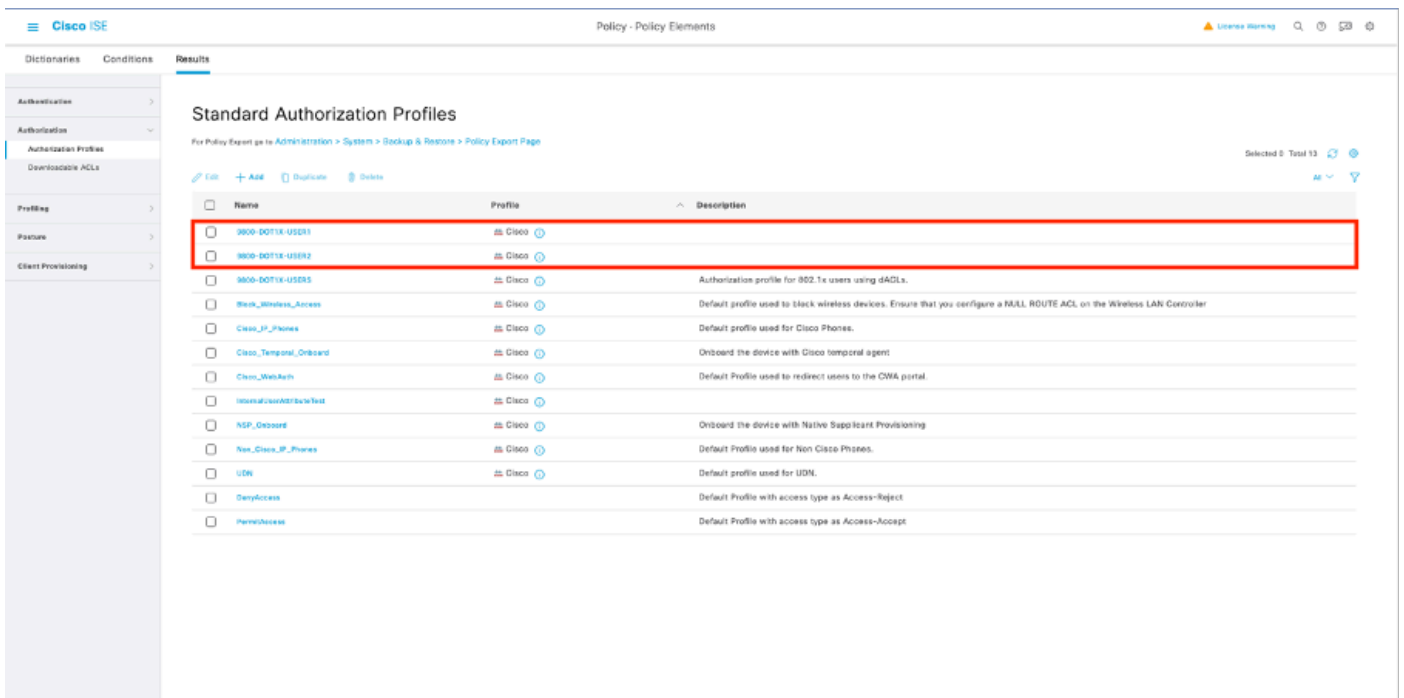 Cisco ISE
Policy · Policy Elements
License Warning
Dictionaries Conditions Results
Authentication
Authorization
Authorization Profiles
Downloadable ACLs
Profiling
Posture
Client Provisioning
Standard Authorization Profiles
For Policy Export go to Administration > System > Backup & Restore > Policy Export Page
Selected 0 Total 13
Edit Add Duplicate Delete
All
Name Profile Description
9800-DOT1X-USER1 Cisco
9800-DOT1X-USER2 Cisco
9800-DOT1X-USERS Cisco Authorization profile for 802.1x users using dACLs.
Block_Wireless_Access Cisco Default profile used to block wireless devices. Ensure that you configure a NULL ROUTE ACL on the Wireless LAN Controller
Cisco_IP_Phones Cisco Default profile used for Cisco Phones.
Cisco_Temporal_Onboard Cisco Onboard the device with Cisco temporal agent
Cisco_WebAuth Cisco Default Profile used to redirect users to the CWA portal.
InternalUserAttributeTest Cisco
NSP_Onboard Cisco Onboard the device with Native Supplicant Provisioning
Non_Cisco_IP_Phones Cisco Default Profile used for Non Cisco Phones.
UDN Cisco Default profile used for UDN.
DenyAccess Default Profile with access type as Access-Reject
PermitAccess Default Profile with access type as Access-Accept